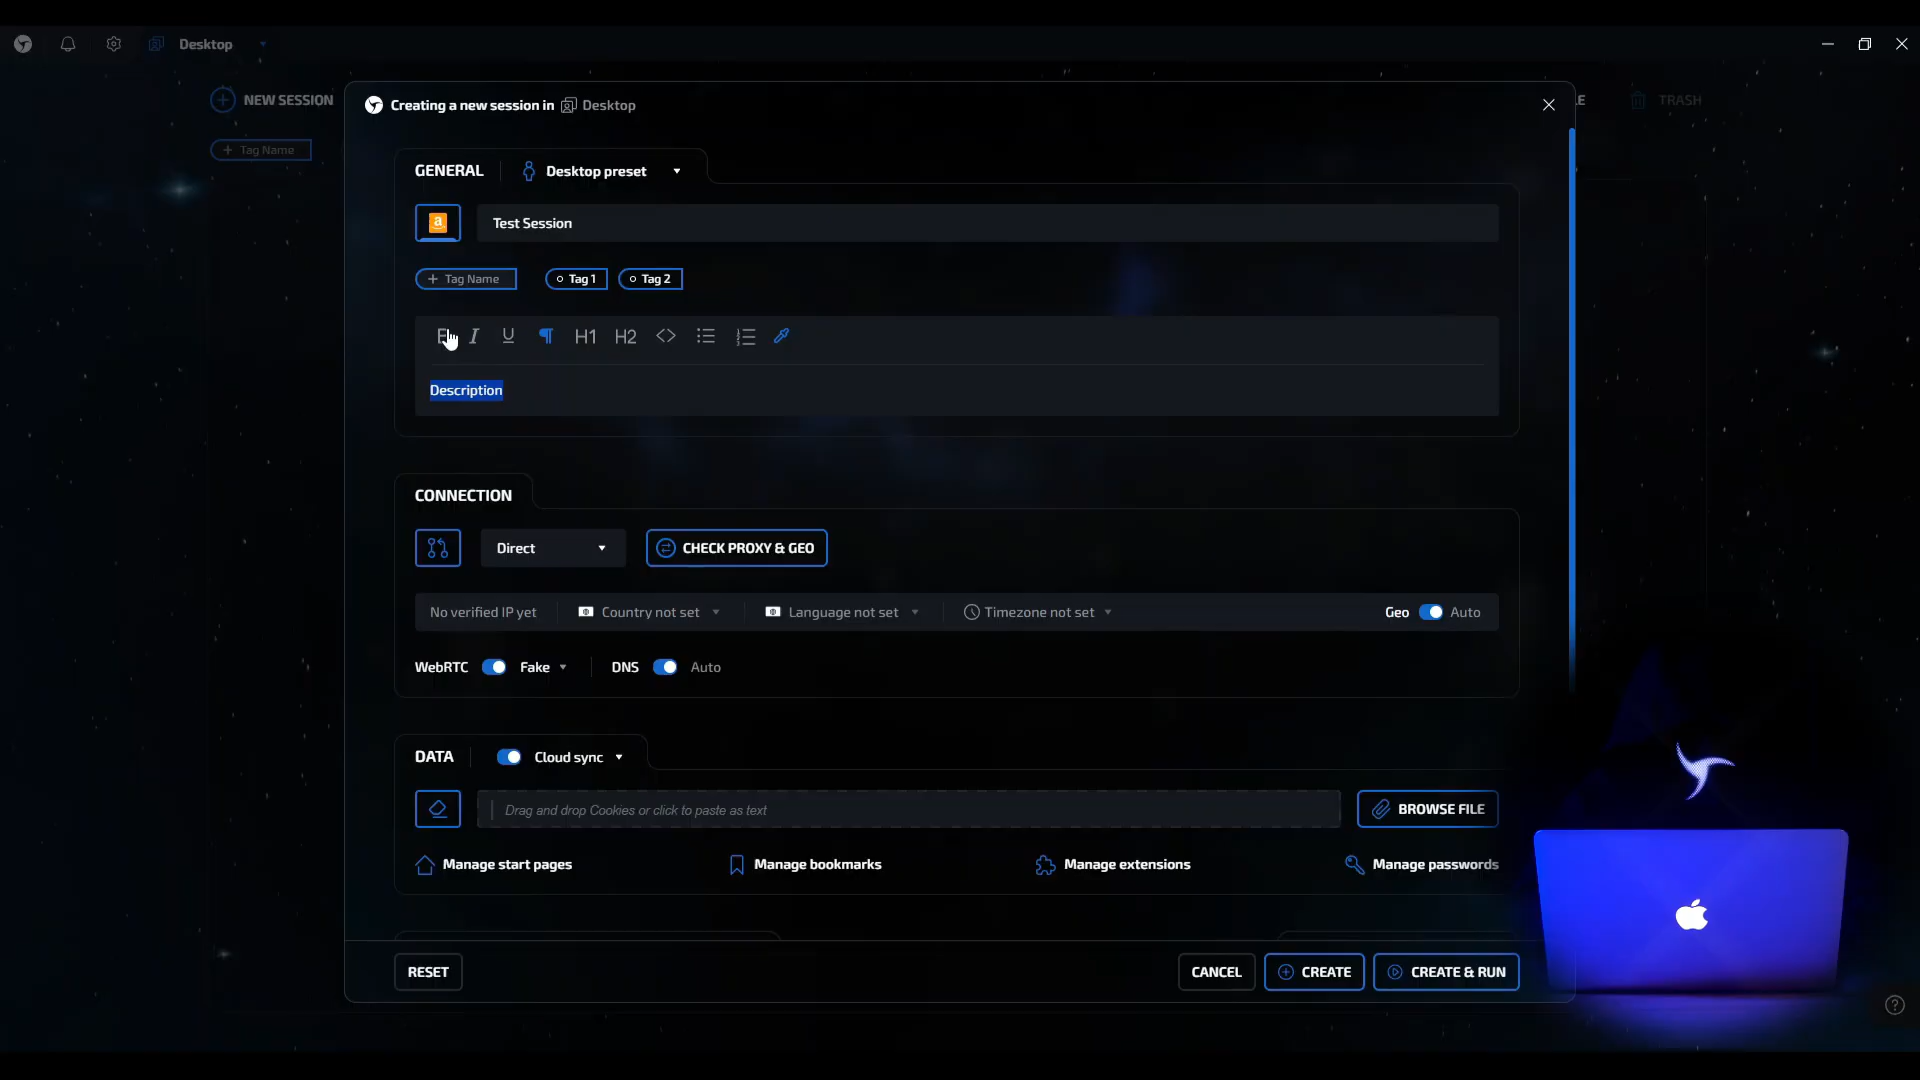 Desktop
NEW SESSION
TRASH
+ Tag Name
Creating a new session in Desktop
GENERAL
Desktop preset
a
Test Session
+ Tag Name
Tag 1
Tag 2
I U ¶ H1 H2 <>
Description
CONNECTION
Direct
CHECK PROXY & GEO
No verified IP yet
Country not set
Language not set
Timezone not set
Geo
Auto
WebRTC
Fake
DNS
Auto
DATA
Cloud sync
Drag and drop Cookies or click to paste as text
BROWSE FILE
Manage start pages
Manage bookmarks
Manage extensions
Manage passwords
RESET
CANCEL
CREATE
CREATE & RUN